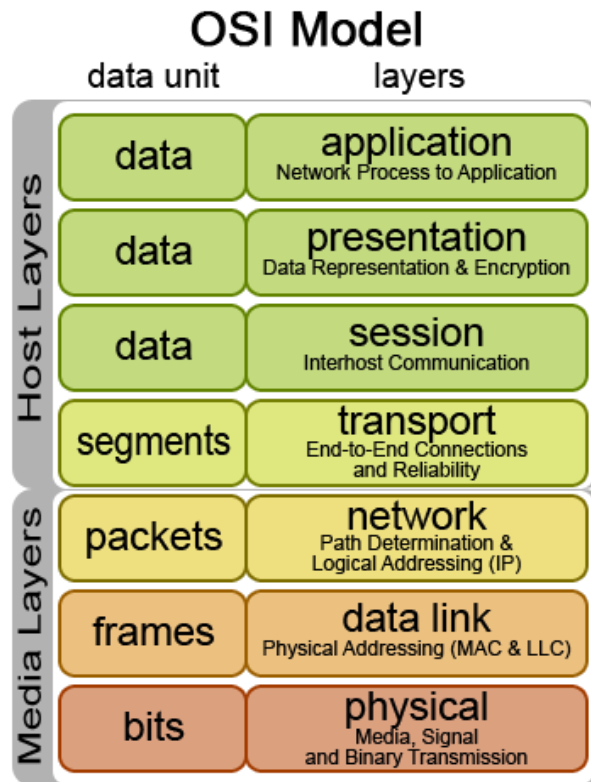 OSI Model
data unit layers
Host Layers
data application
Network Process to Application
data presentation
Data Representation & Encryption
data session
Interhost Communication
segments transport
End-to-End Connections
and Reliability
Media Layers
packets network
Path Determination &
Logical Addressing (IP)
frames data link
Physical Addressing (MAC & LLC)
bits physical
Media, Signal
and Binary Transmission